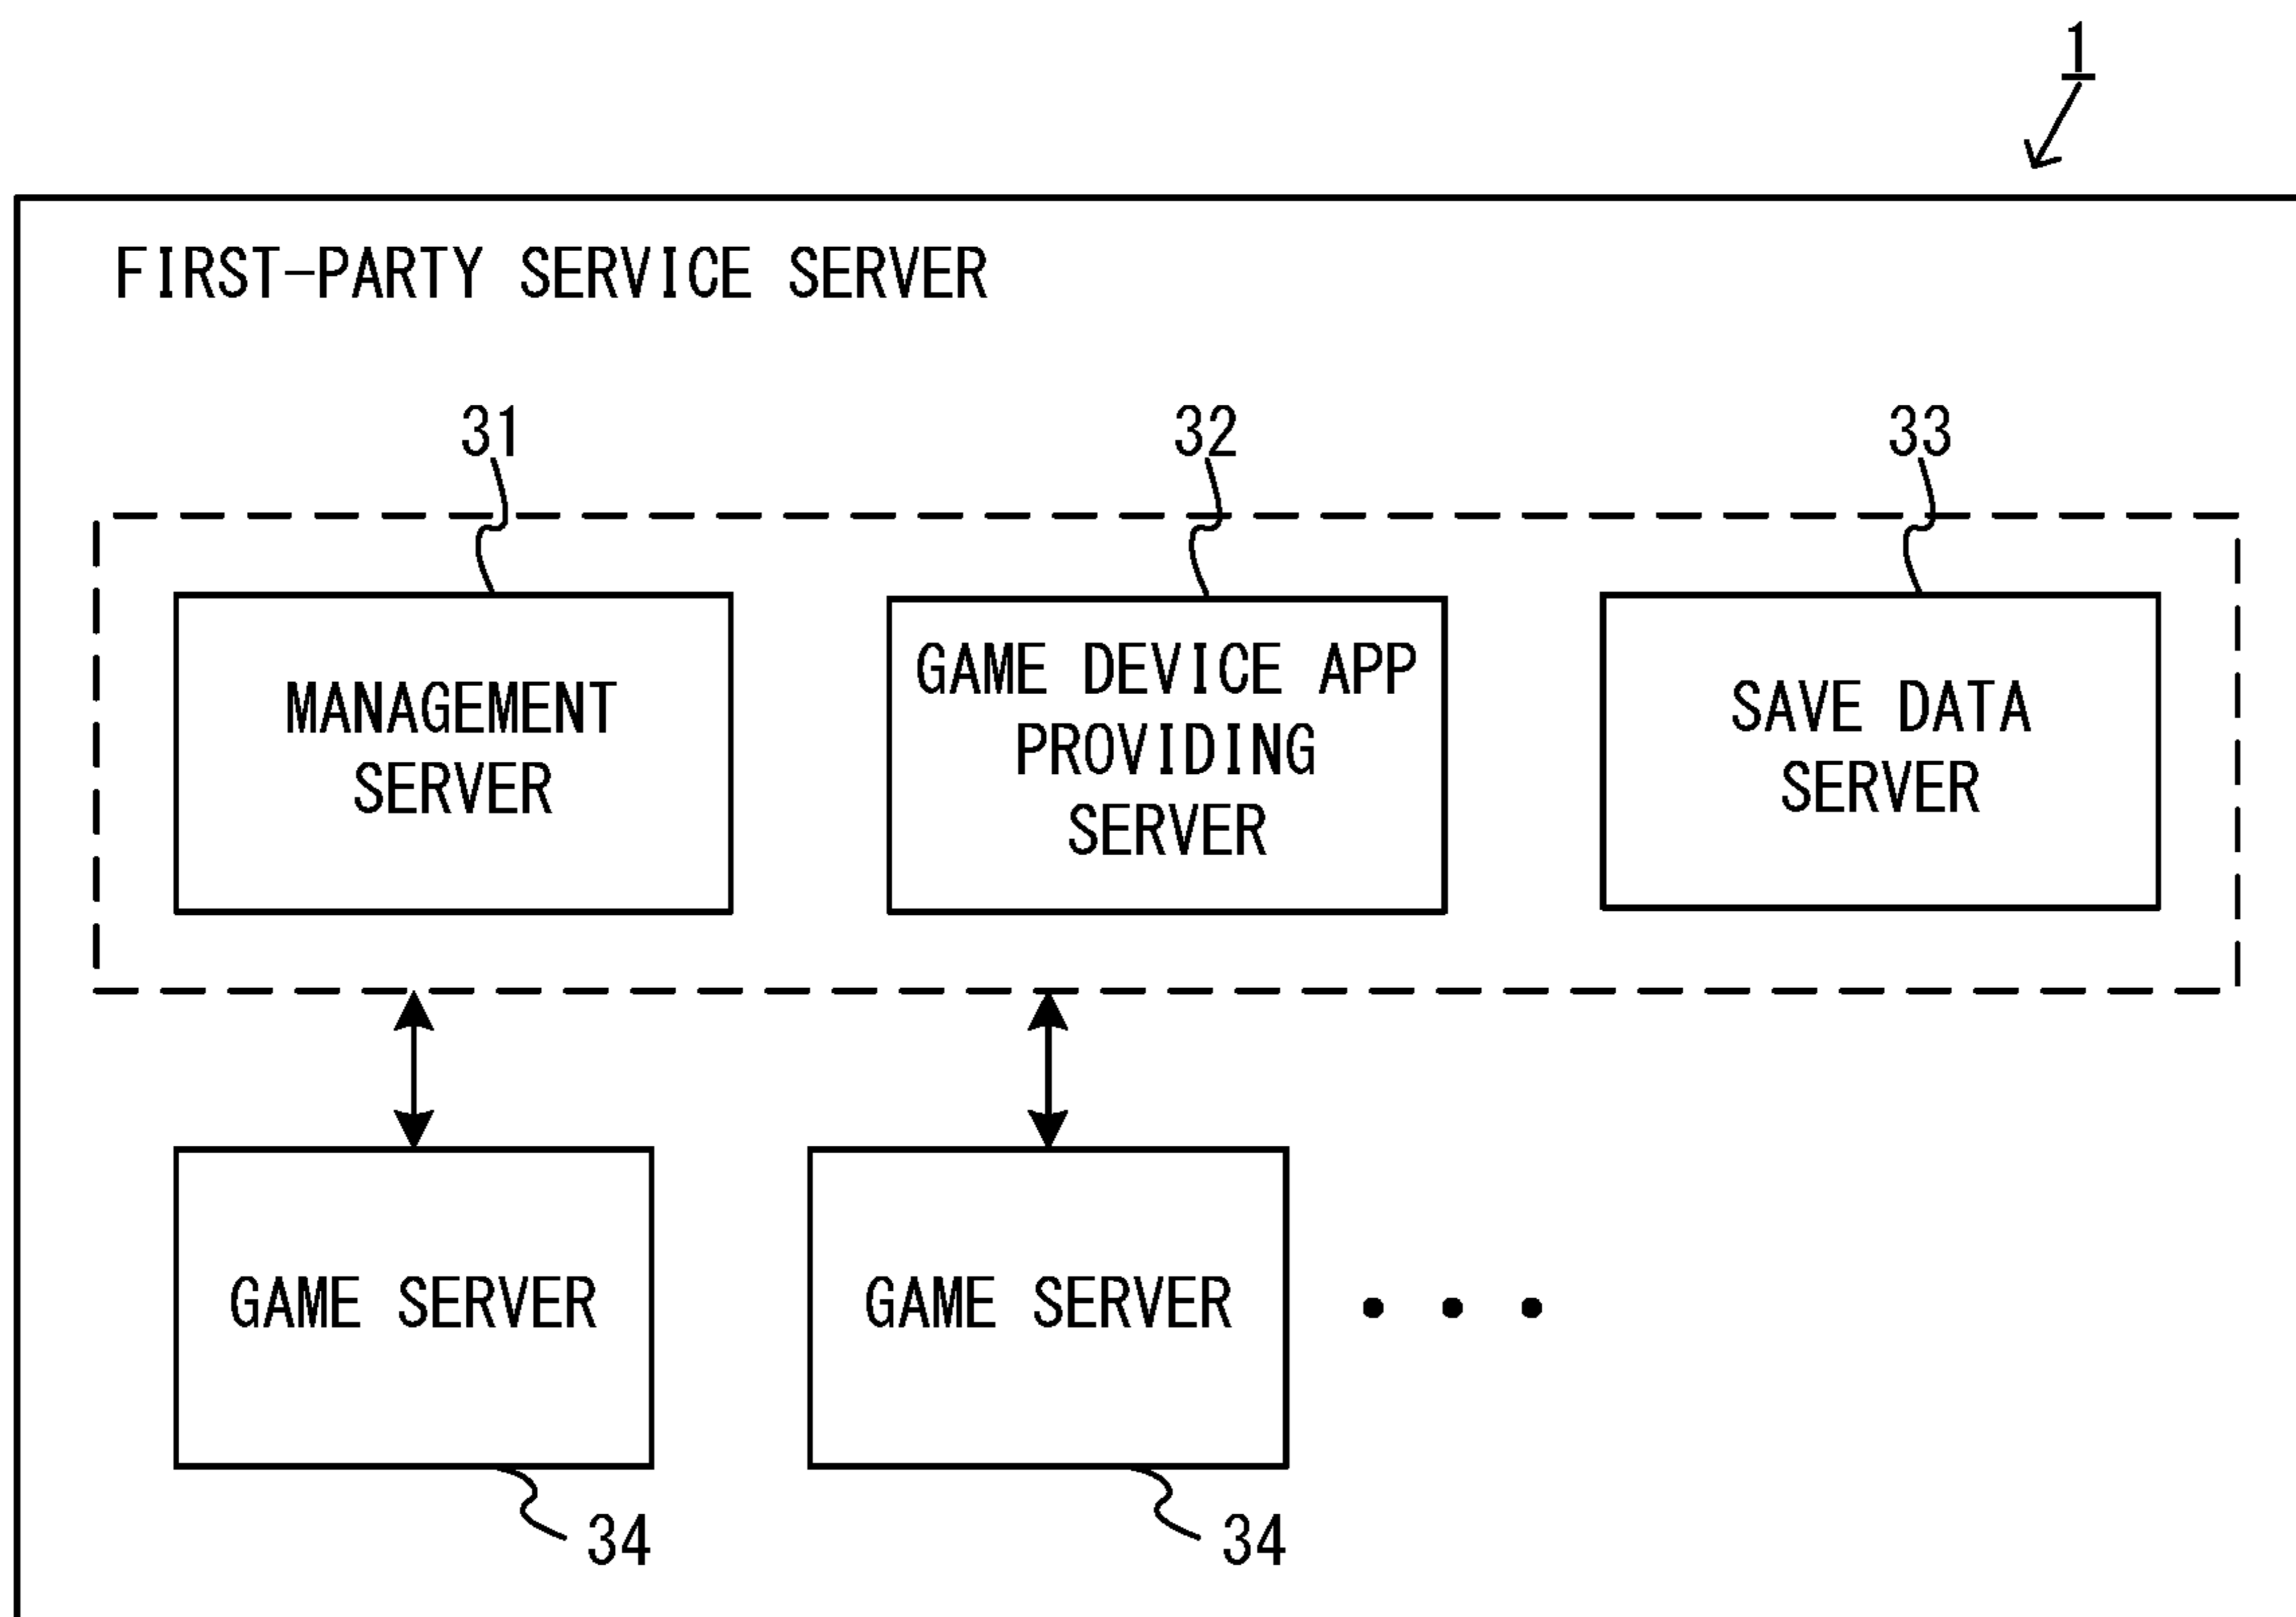 1
FIRST-PARTY SERVICE SERVER
31
32
33
MANAGEMENT
SERVER
GAME DEVICE APP
PROVIDING
SERVER
SAVE DATA
SERVER
GAME SERVER
GAME SERVER
34
34